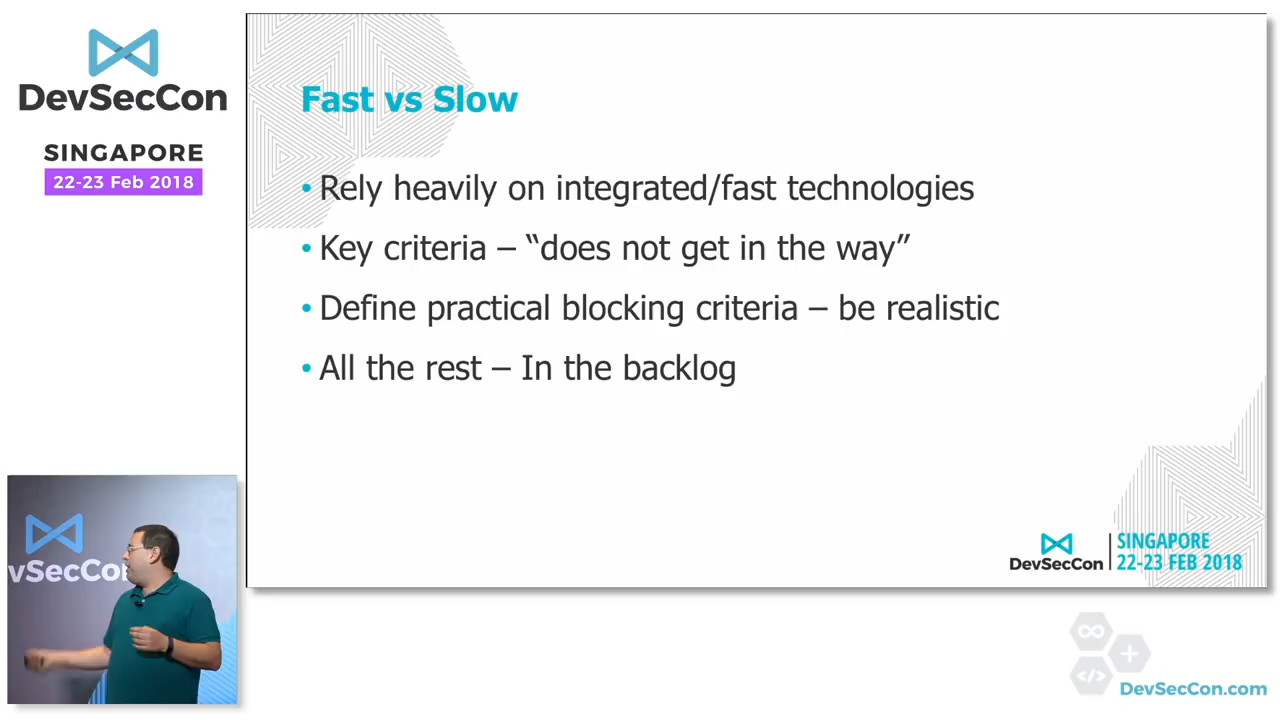 DevSecCon
SINGAPORE
22-23 Feb 2018
Fast vs Slow
• Rely heavily on integrated/fast technologies
• Key criteria – “does not get in the way”
• Define practical blocking criteria – be realistic
• All the rest – In the backlog
vSecCon
DevSecCon
SINGAPORE
22-23 FEB 2018
DevSecCon.com